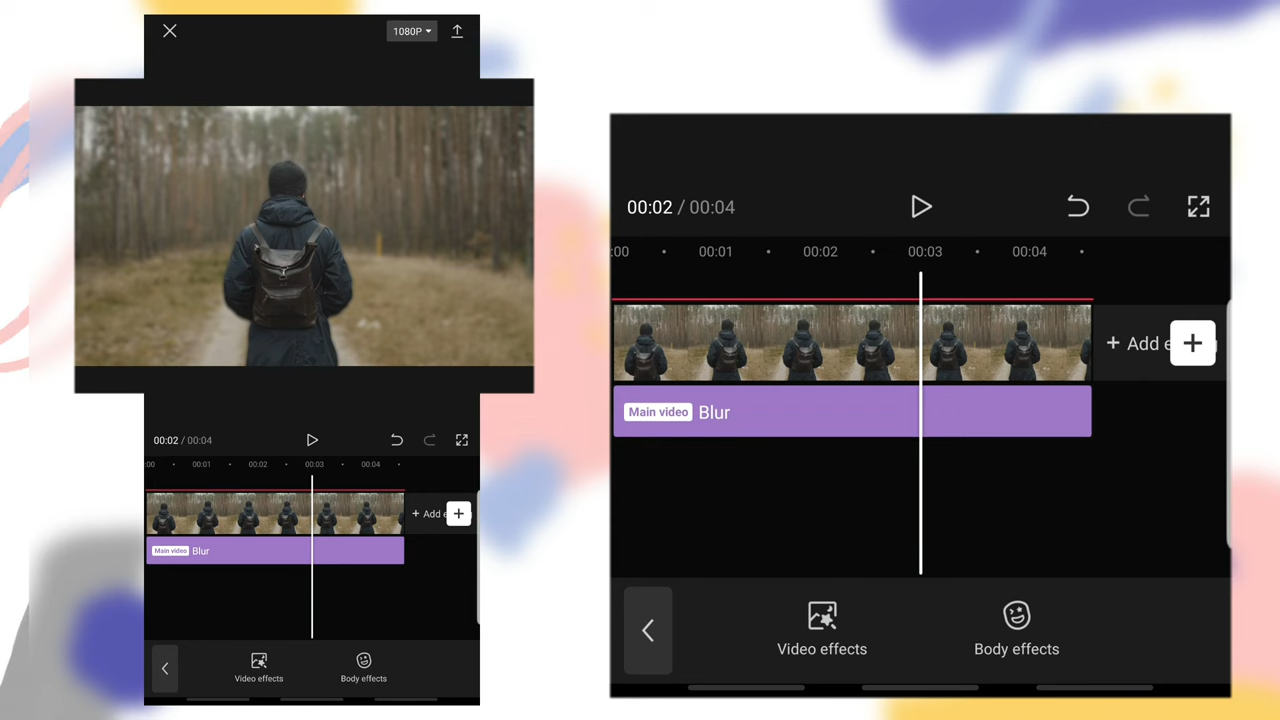 1080P
00:02 / 00:04
:00 00:01 00:02 00:03 00:04
+ Add e
Main video Blur
Video effects Body effects
00:02 / 00:04
:00 00:01 00:02 00:03 00:04
+ Add e
Main video Blur
Video effects Body effects